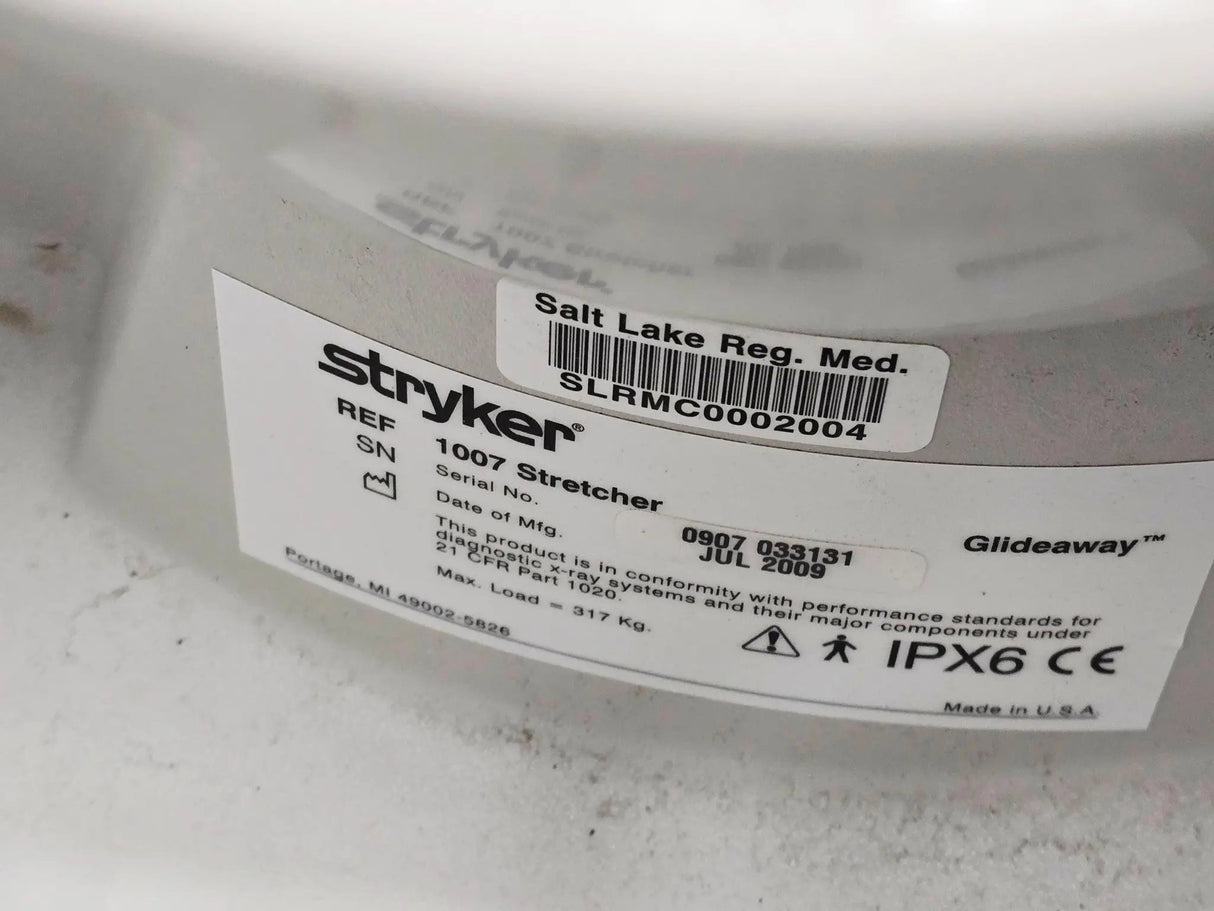 Salt Lake Reg. Med.
SLRMC0002004
stryker®
REF 1007 Stretcher
SN Serial No. 0907 033131
Date of Mfg. JUL 2009
Glideaway™
This product is in conformity with performance standards for
diagnostic x-ray systems and their major components under
21 CFR Part 1020.
Max. Load = 317 Kg.
IPX6 CE
Portage, MI 49002-5826
Made in U.S.A.